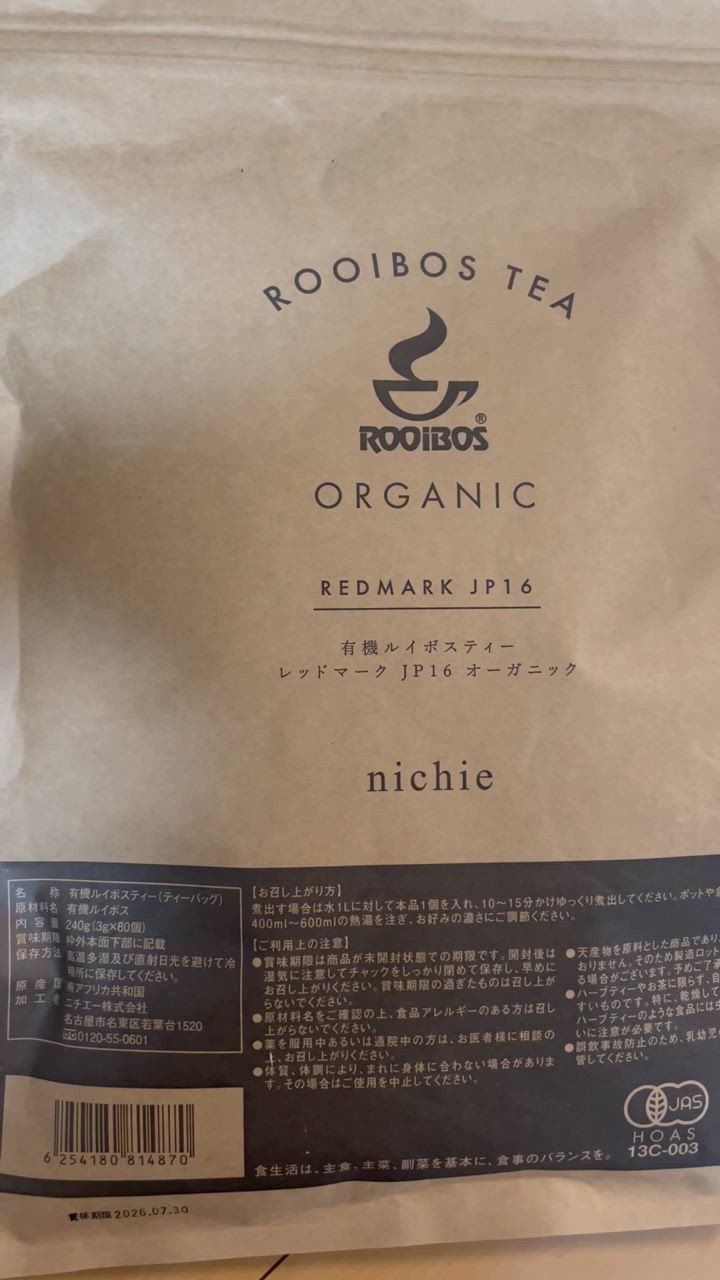 ROOIBOS TEA
ROOIBOS®
ORGANIC
REDMARK JP16
有機ルイボスティー
レッドマーク JP16 オーガニック
nichie
名 称 有機ルイボスティー(ティーバッグ)
原材料名 有機ルイボス
内容量 240g(3g×80個)
賞味期限 枠外本面下部に記載
保存方法 高温多湿及び直射日光を避けて冷
暗所に保存してください。
原産国 南アフリカ共和国
加工者 ニチエー株式会社
名古屋市名東区若葉台1520
0120-55-0601
【お召し上がり方】
煮出す場合は水1Lに対して本品1個を入れ、10〜15分かけゆっくり煮出してください。ポットや
400ml〜600mlの熱湯を注ぎ、お好みの濃さにご調節ください。
【ご利用上の注意】
●賞味期限は商品が未開封状態での期限です。開封後は
湿気に注意してチャックをしっかり閉めて保存し、早めに
お召し上がりください。賞味期限の過ぎたものは召し上が
らないでください。
●原材料名をご確認の上、食品アレルギーのある方は召し
上がらないでください。
●薬を服用中あるいは通院中の方は、お医者様に相談の
上、お召し上がりください。
●体質、体調により、まれに身体に合わない場合がありま
す。その場合はご使用を中止してください。
●天産物を原料とした商品であり
おりません。そのため製造ロット
る場合がございます。予めご了承
●ハーブティーやお茶に限らず、自
すいものです。特に、乾燥して
ハーブティーのような食品には
いに注意が必要です。
●誤飲事故防止のため、乳幼児の
管してください。
JAS
HOAS
13C-003
6 254180 814870
食生活は、主食、主菜、副菜を基本に、食事のバランスを。
賞味期限 2026.07.30